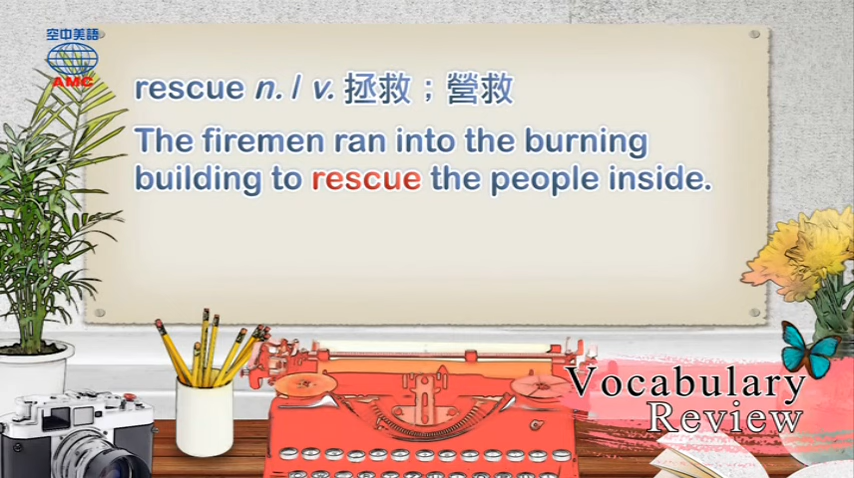 空中美語
AMC
rescue n. / v. 拯救；營救
The firemen ran into the burning
building to rescue the people inside.
Vocabulary
Review